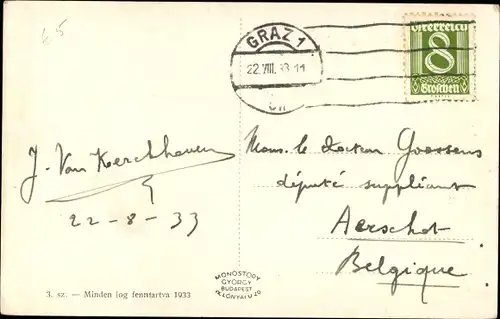 65
GRAZ 1
22.VIII.33-11
Österreich
8
Groschen
J. Van Kerckhoven
22-8-33
Mons. le docteur Goossens
député suppléant
Aerschot
Belgique
MONOSTORY
GYÖRGY
BUDAPEST
3. sz. — Minden jog fenntartva 1933